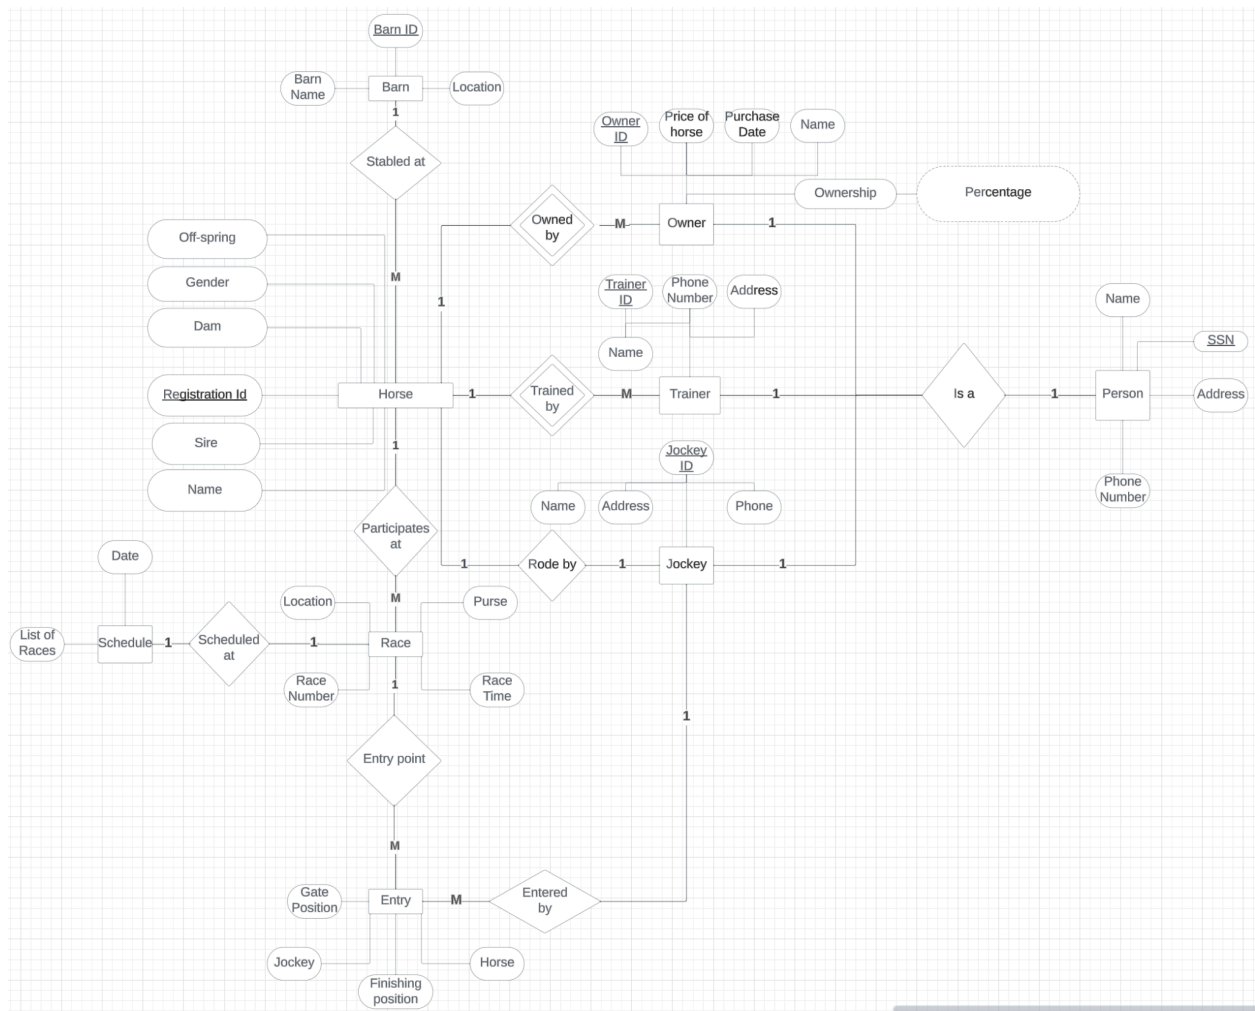 Barn ID
Barn
Name
Barn
Location
1
Stabled at
M
Owner
ID
Price of
horse
Purchase
Date
Name
Ownership
Percentage
Owned
by
M
Owner
1
Off-spring
Gender
Dam
Registration Id
Sire
Name
1
Trainer
ID
Phone
Number
Address
Name
Horse
1
Trained
by
M
Trainer
1
Is a
1
Person
Name
SSN
Address
Phone
Number
1
Participates
at
M
Jockey
ID
Name
Address
Phone
1
Rode by
1
Jockey
1
Date
List of
Races
Schedule
1
Scheduled
at
1
Location
Purse
Race
Race
Number
Race
Time
1
Entry point
M
1
Gate
Position
Entry
M
Entered
by
Jockey
Horse
Finishing
position